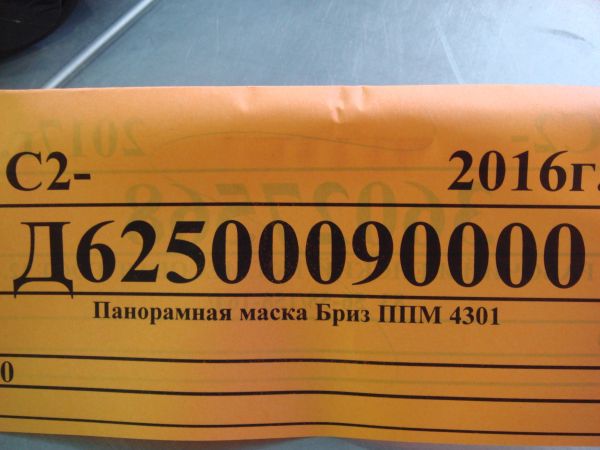 С2- 2016г.
Д62500090000
Панорамная маска Бриз ППМ 4301
0